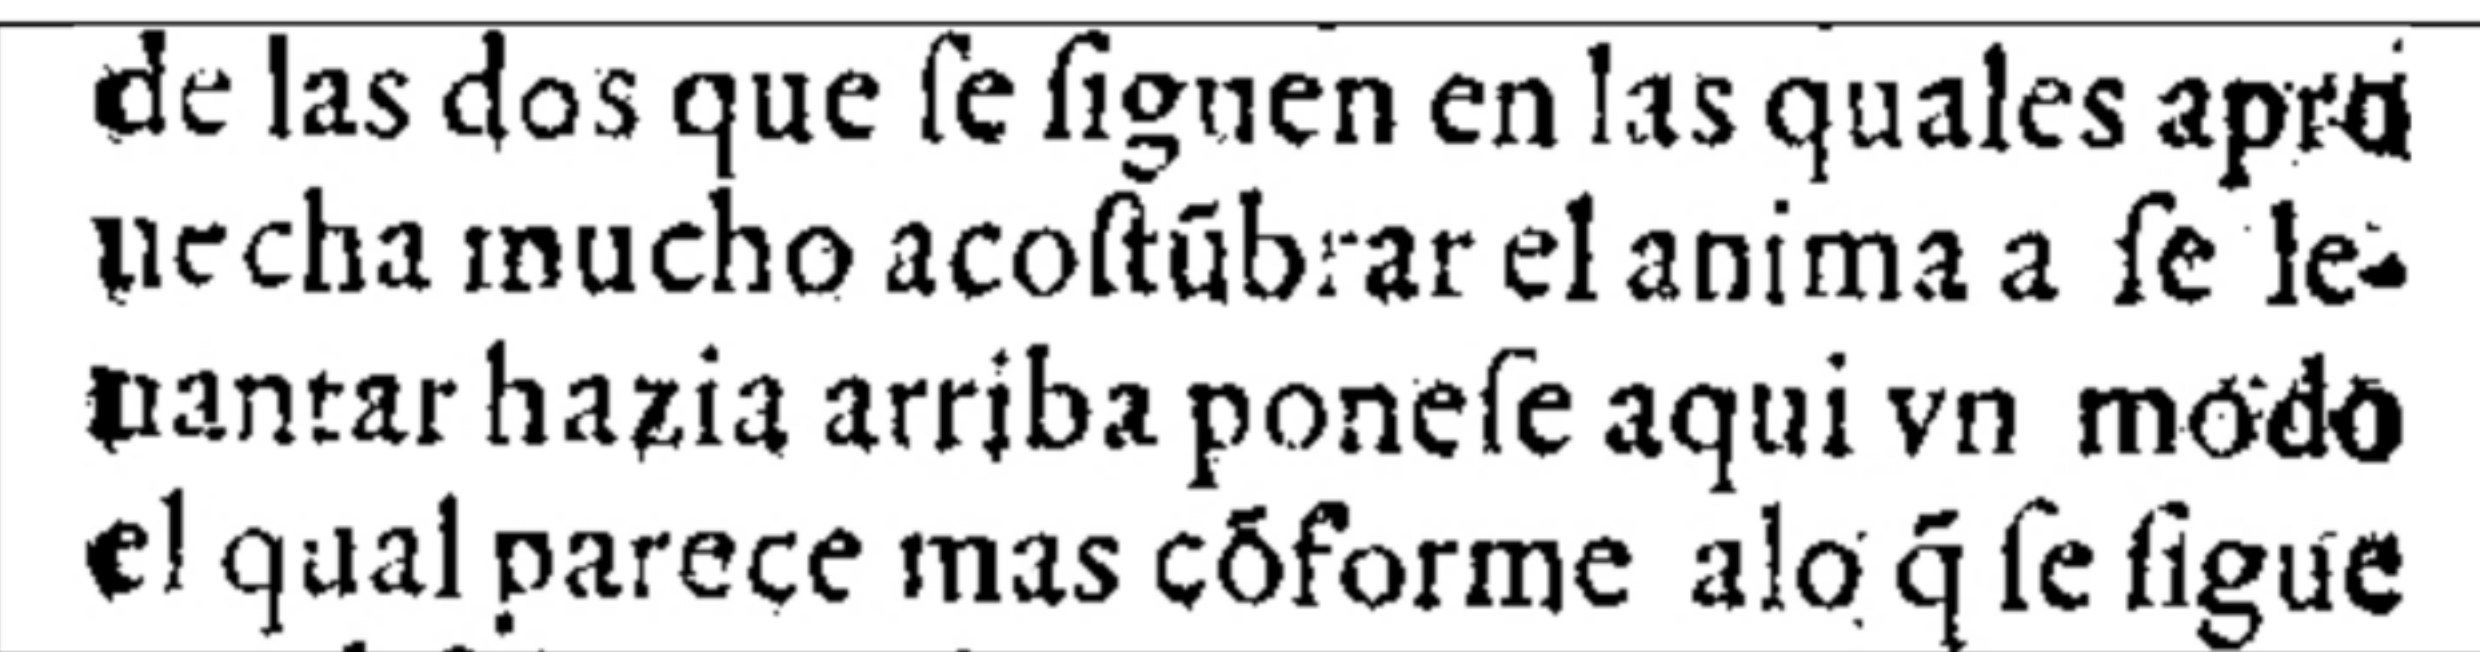 de las dos que ſe ſiguen en las quales apro
uecha mucho acoſtūbrar el anima a ſe le-
uantar hazia arriba poneſe aqui vn modo
el qual parece mas cōforme alo q̄ ſe ſigue